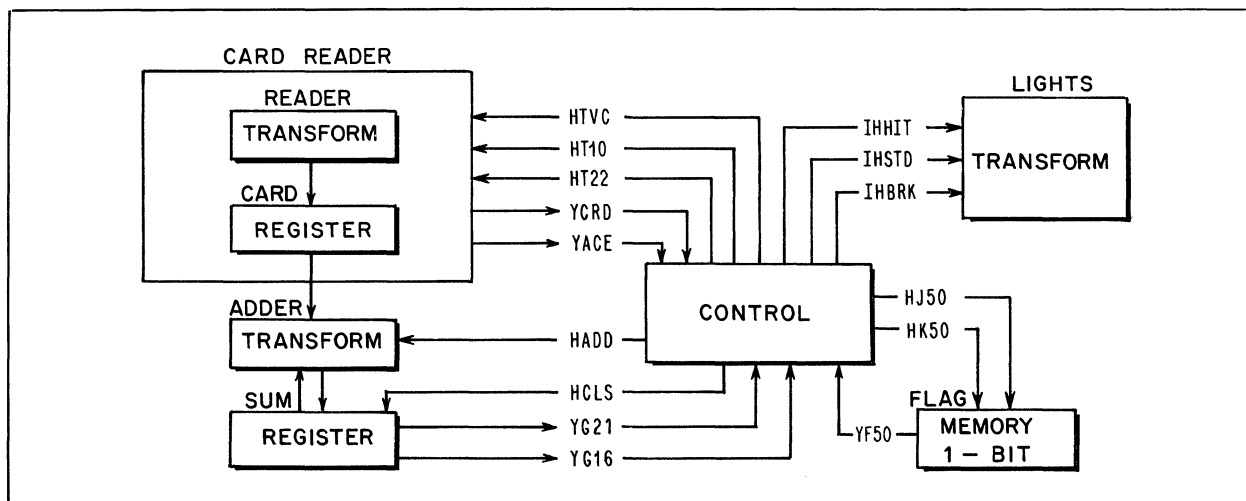 CARD READER
READER
TRANSFORM
CARD
REGISTER
ADDER
TRANSFORM
SUM
REGISTER
HTVC
HT10
HT22
YCRD
YACE
HADD
HCLS
YG21
YG16
CONTROL
IHHIT
IHSTD
IHBRK
LIGHTS
TRANSFORM
HJ50
HK50
YF50
FLAG
MEMORY
1 - BIT